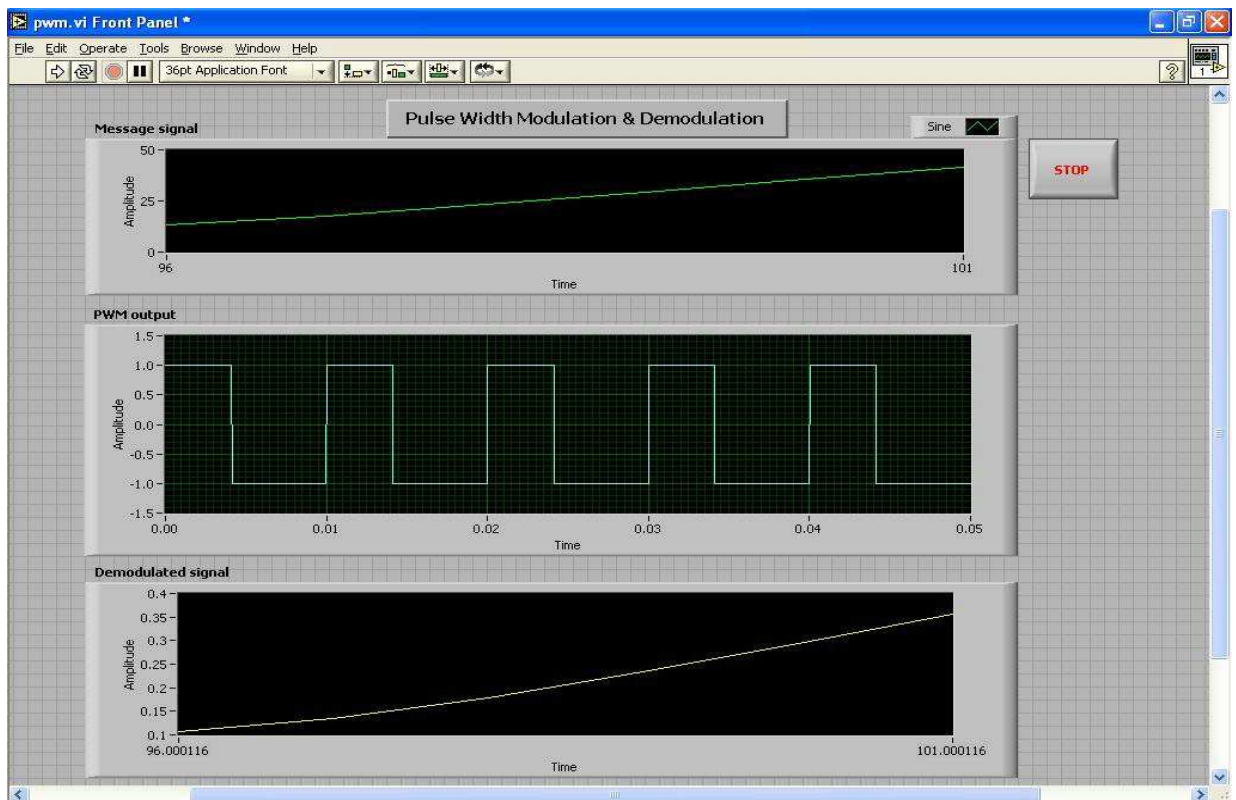 pwm.vi Front Panel *
File Edit Operate Tools Browse Window Help
36pt Application Font
?
1
Pulse Width Modulation & Demodulation
Message signal
Sine
STOP
50
25
0
Amplitude
96
101
Time
PWM output
1.5
1.0
0.5
0.0
-0.5
-1.0
-1.5
Amplitude
0.00
0.01
0.02
0.03
0.04
0.05
Time
Demodulated signal
0.4
0.35
0.3
0.25
0.2
0.15
0.1
Amplitude
96.000116
101.000116
Time